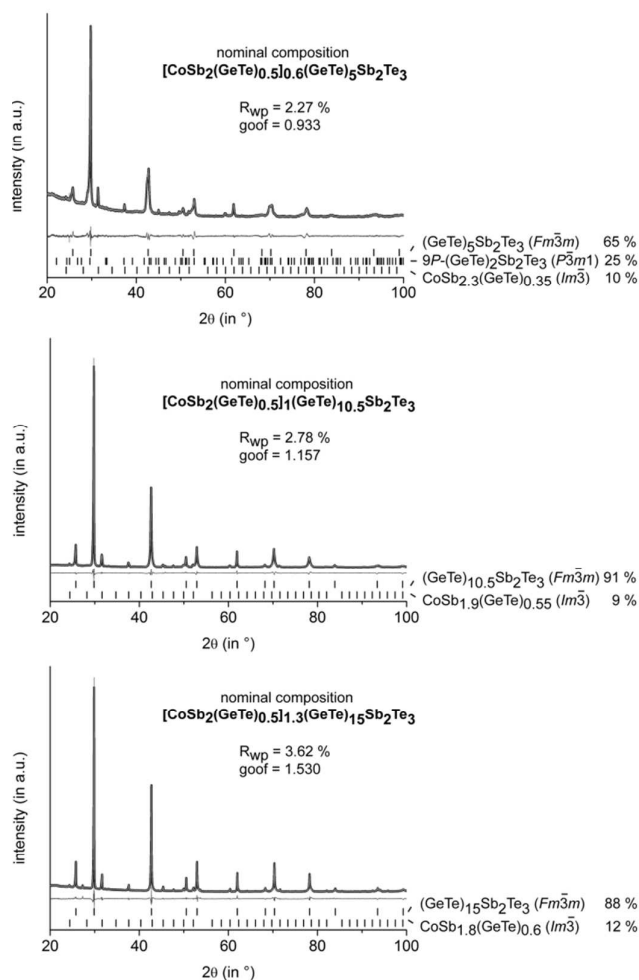 nominal composition
[CoSb2(GeTe)0.5]0.6(GeTe)5Sb2Te3
Rwp = 2.27 %
goof = 0.933
intensity (in a.u.)
(GeTe)5Sb2Te3 (Fm3̅m) 65 %
9P-(GeTe)2Sb2Te3 (P3̅m1) 25 %
CoSb2.3(GeTe)0.35 (Im3̅) 10 %
20 40 60 80 100
2θ (in °)
nominal composition
[CoSb2(GeTe)0.5]1(GeTe)10.5Sb2Te3
Rwp = 2.78 %
goof = 1.157
intensity (in a.u.)
(GeTe)10.5Sb2Te3 (Fm3̅m) 91 %
CoSb1.9(GeTe)0.55 (Im3̅) 9 %
20 40 60 80 100
2θ (in °)
nominal composition
[CoSb2(GeTe)0.5]1.3(GeTe)15Sb2Te3
Rwp = 3.62 %
goof = 1.530
intensity (in a.u.)
(GeTe)15Sb2Te3 (Fm3̅m) 88 %
CoSb1.8(GeTe)0.6 (Im3̅) 12 %
20 40 60 80 100
2θ (in °)